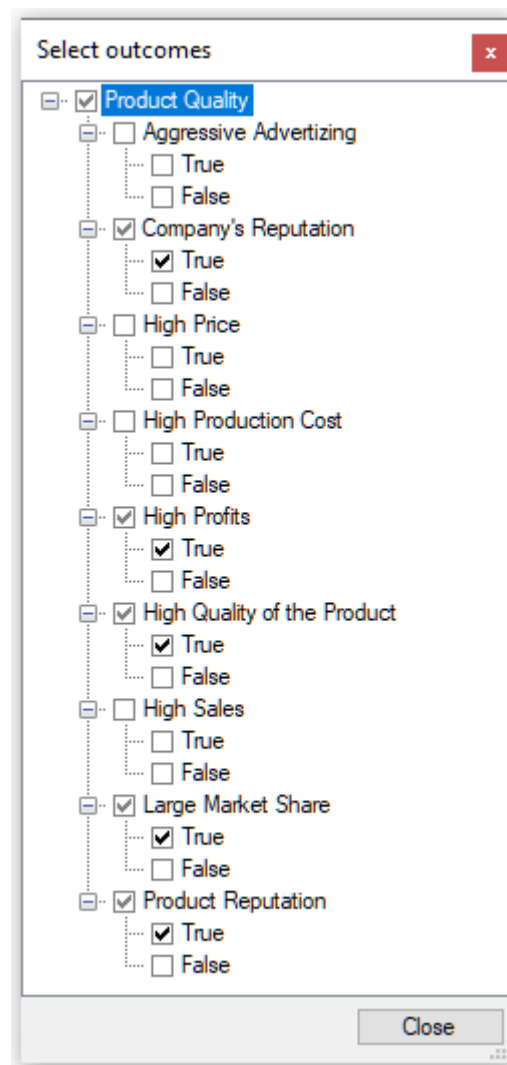 Select outcomes
x
Product Quality
Aggressive Advertizing
True
False
Company's Reputation
True
False
High Price
True
False
High Production Cost
True
False
High Profits
True
False
High Quality of the Product
True
False
High Sales
True
False
Large Market Share
True
False
Product Reputation
True
False
Close